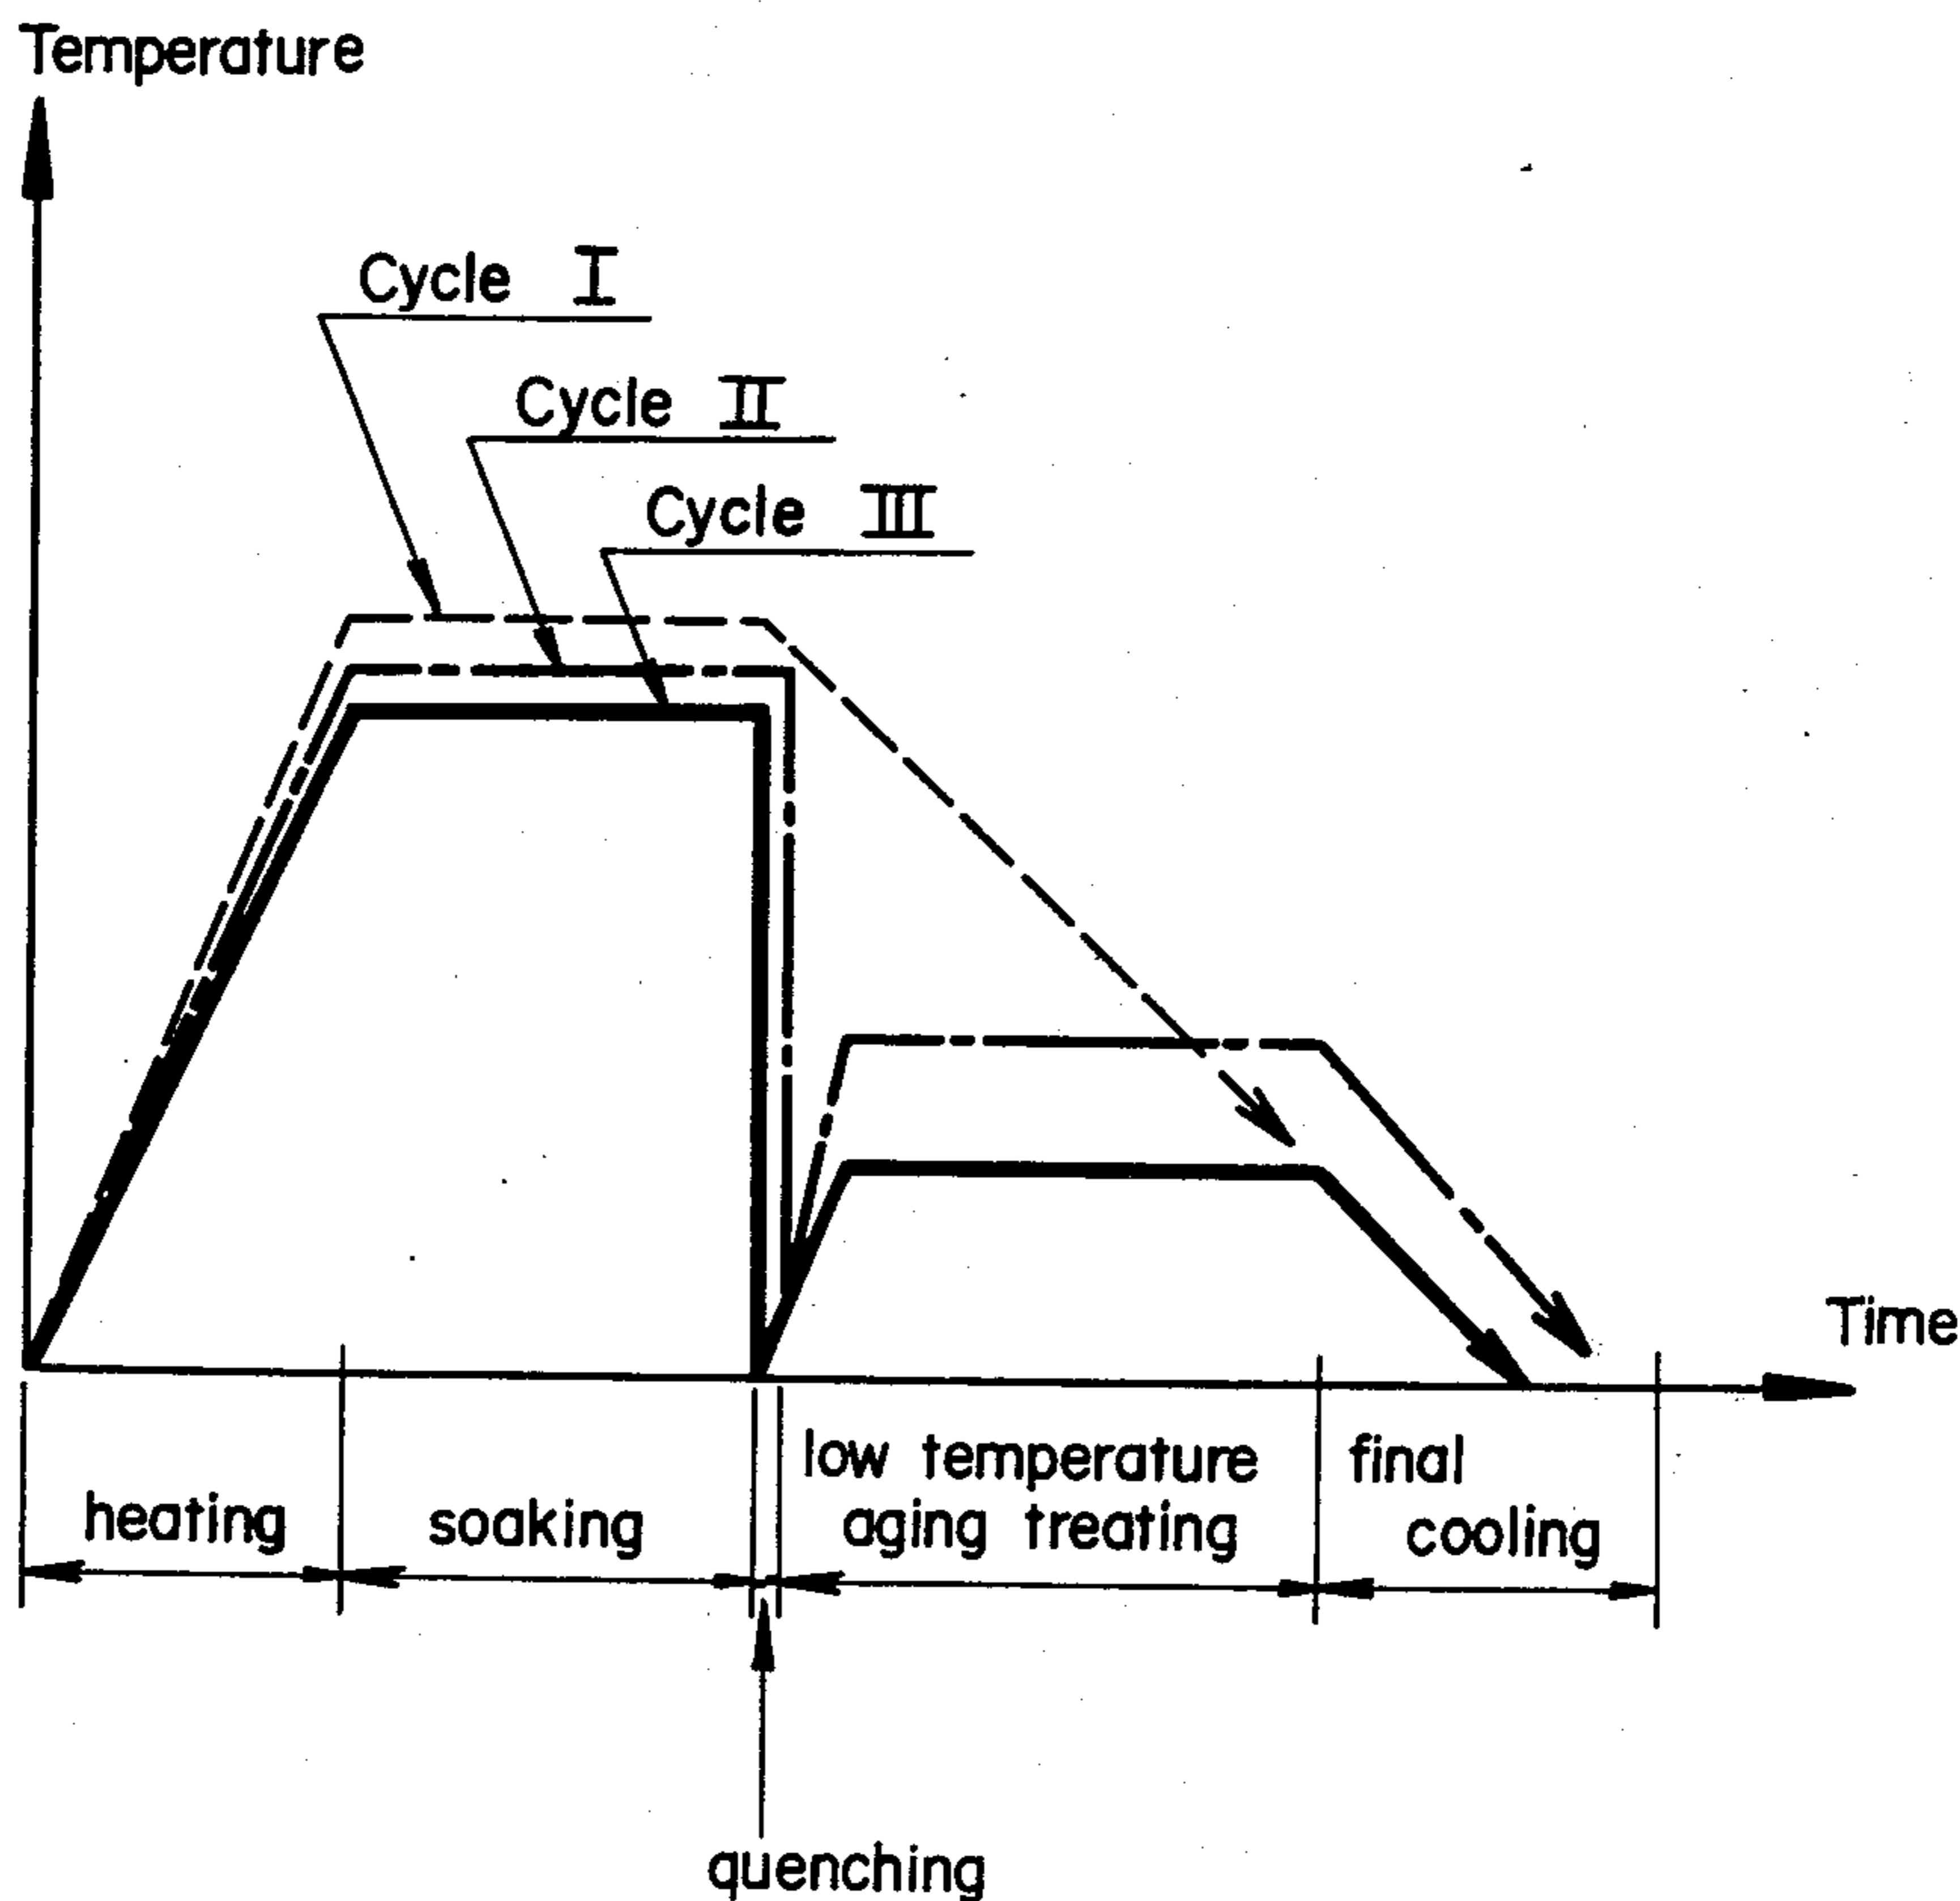 Temperature
Cycle I
Cycle II
Cycle III
Time
heating
soaking
low temperature
aging treating
final
cooling
quenching